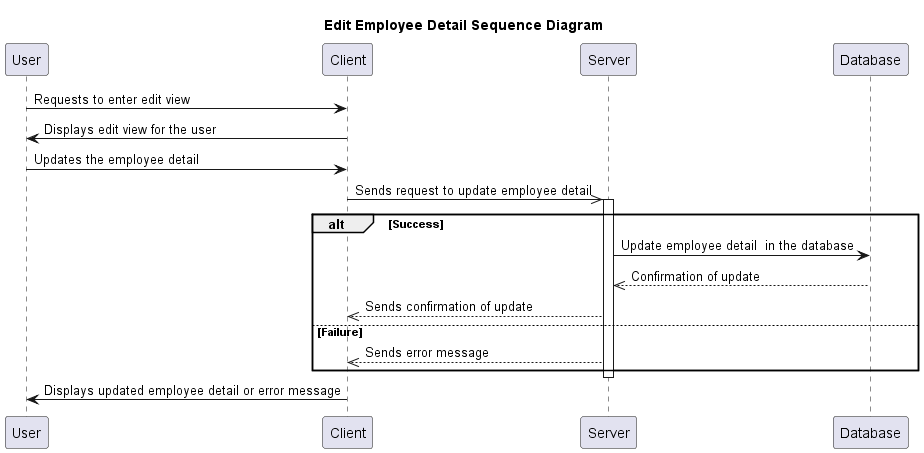 Edit Employee Detail Sequence Diagram
User Client Server Database
Requests to enter edit view
Displays edit view for the user
Updates the employee detail
Sends request to update employee detail
alt [Success]
Update employee detail  in the database
Confirmation of update
Sends confirmation of update
[Failure]
Sends error message
Displays updated employee detail or error message
User Client Server Database